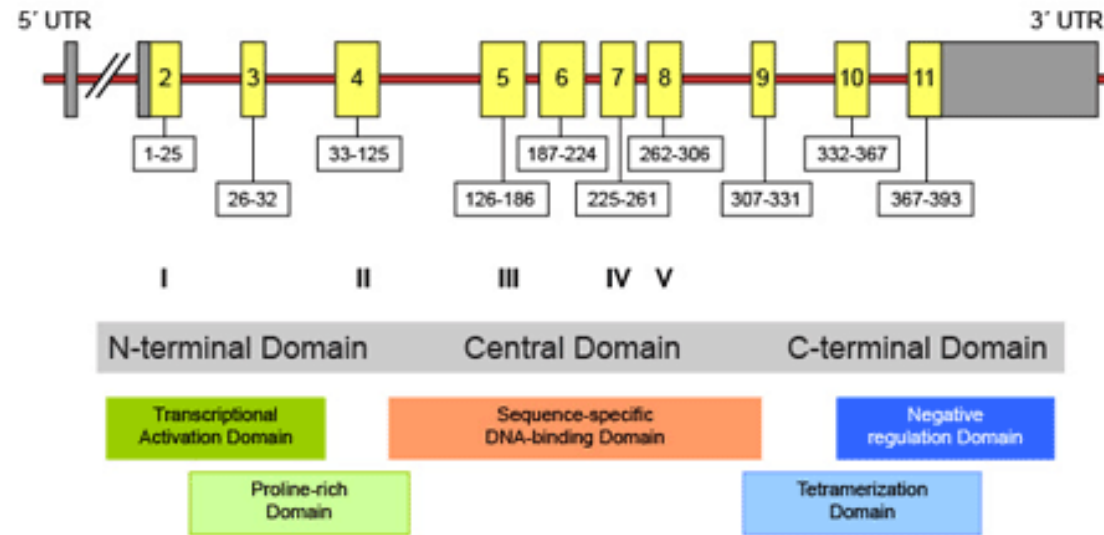 5´ UTR
3´ UTR
2 3 4 5 6 7 8 9 10 11
1-25
33-125
187-224
262-306
332-367
26-32
126-186
225-261
307-331
367-393
I II III IV V
N-terminal Domain
Central Domain
C-terminal Domain
Transcriptional
Activation Domain
Sequence-specific
DNA-binding Domain
Negative
regulation Domain
Proline-rich
Domain
Tetramerization
Domain